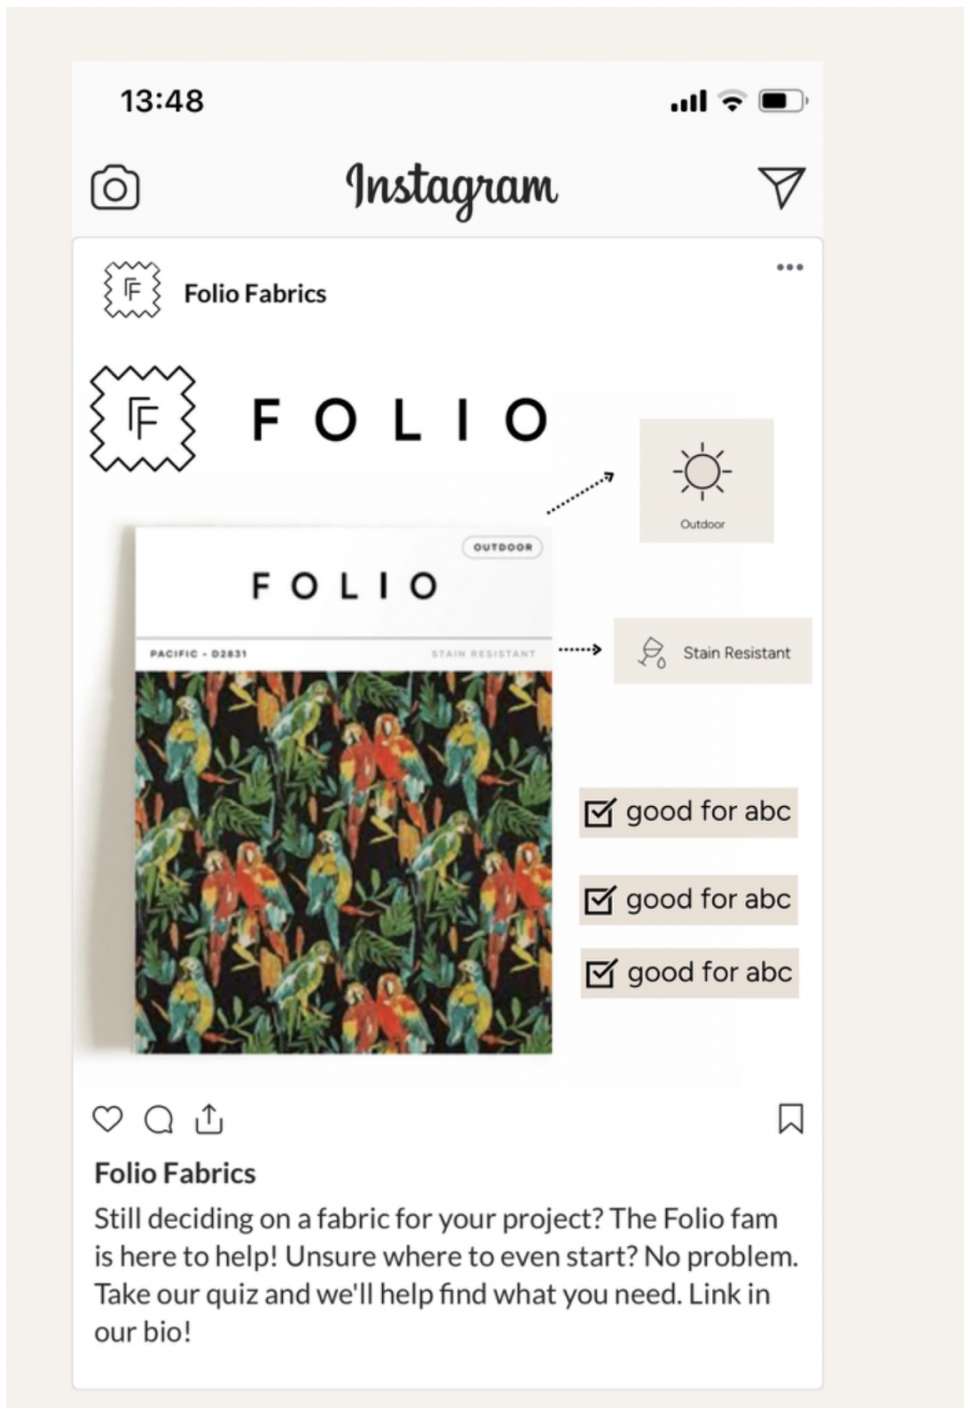 13:48
Instagram
FF
Folio Fabrics
FF
FOLIO
Outdoor
OUTDOOR
FOLIO
PACIFIC - D2831
STAIN RESISTANT
Stain Resistant
good for abc
good for abc
good for abc
Folio Fabrics
Still deciding on a fabric for your project? The Folio fam
is here to help! Unsure where to even start? No problem.
Take our quiz and we'll help find what you need. Link in
our bio!